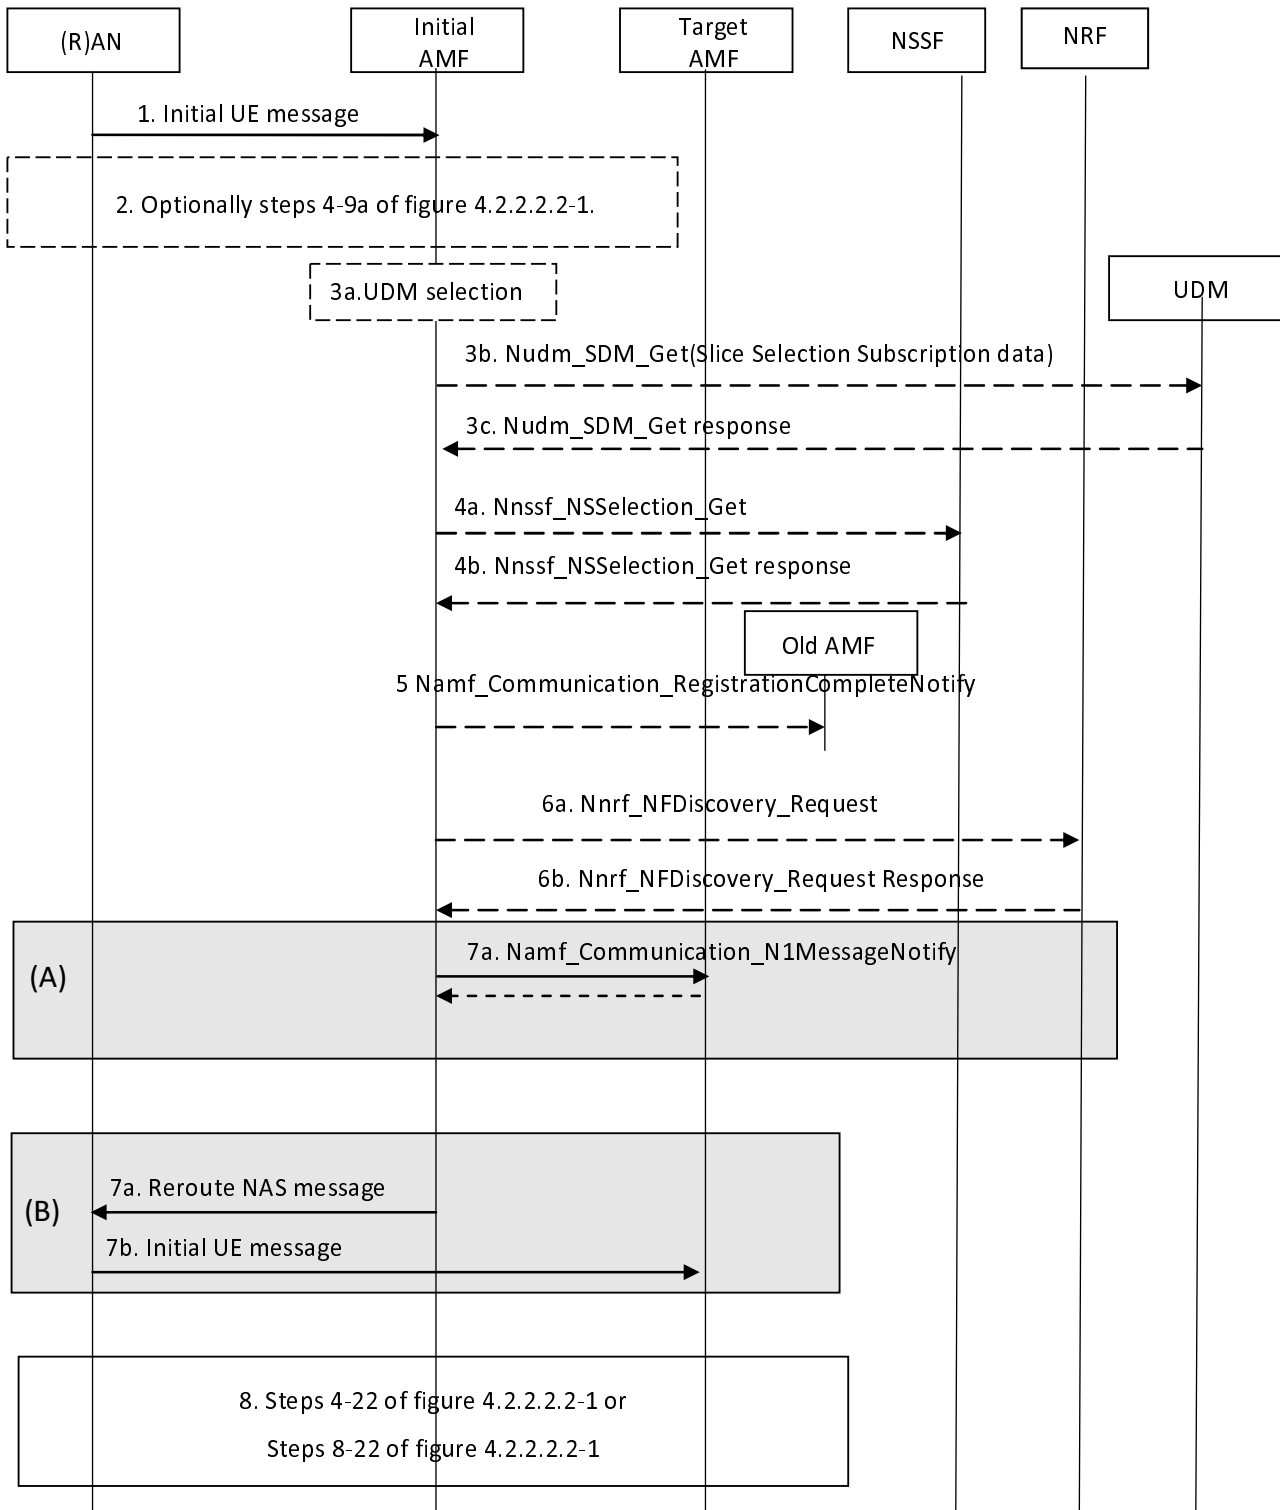 (R)AN
Initial
AMF
Target
AMF
NSSF
NRF
1. Initial UE message
2. Optionally steps 4-9a of figure 4.2.2.2.2-1.
3a.UDM selection
UDM
3b. Nudm_SDM_Get(Slice Selection Subscription data)
3c. Nudm_SDM_Get response
4a. Nnssf_NSSelection_Get
4b. Nnssf_NSSelection_Get response
Old AMF
5 Namf_Communication_RegistrationCompleteNotify
6a. Nnrf_NFDiscovery_Request
6b. Nnrf_NFDiscovery_Request Response
(A)
7a. Namf_Communication_N1MessageNotify
(B)
7a. Reroute NAS message
7b. Initial UE message
8. Steps 4-22 of figure 4.2.2.2.2-1 or
Steps 8-22 of figure 4.2.2.2.2-1